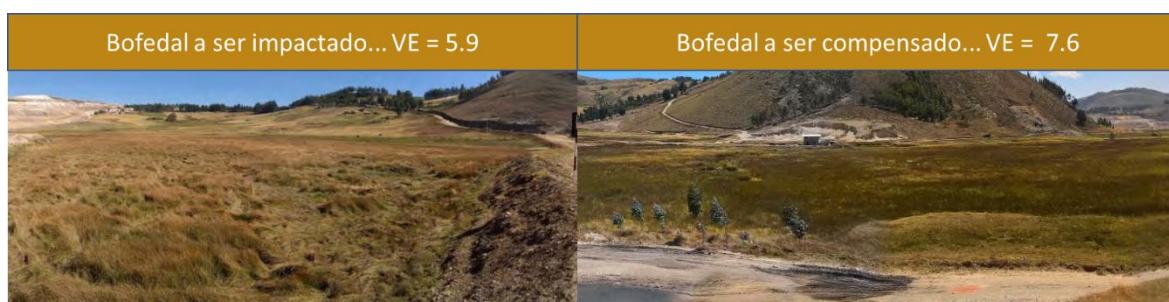 Bofedal a ser impactado... VE = 5.9
Bofedal a ser compensado... VE = 7.6